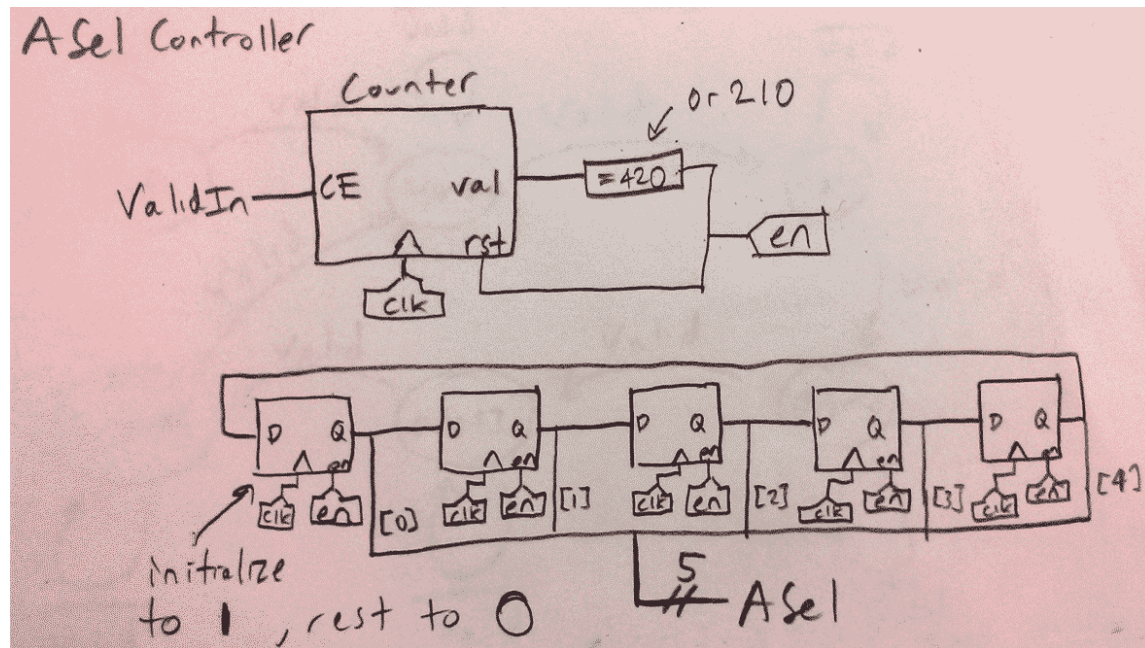 ASel Controller
Counter
or 210
ValidIn
CE
val
=420
rst
en
clk
D Q
D Q
D Q
D Q
D Q
en
en
en
en
en
clk
en
[0]
clk
en
[1]
clk
en
[2]
clk
en
[3]
clk
en
[4]
initialize
to 1, rest to 0
5
ASel